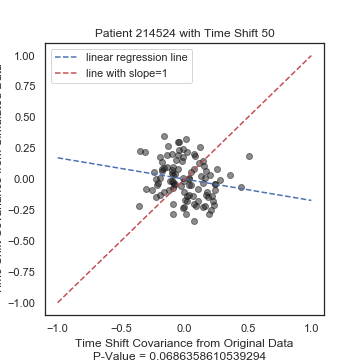 Patient 214524 with Time Shift 50
linear regression line
line with slope=1
1.00
0.75
0.50
0.25
0.00
−0.25
−0.50
−0.75
−1.00
−1.0
−0.5
0.0
0.5
1.0
Time Shift Covariance from Original Data
P-Value = 0.0686358610539294